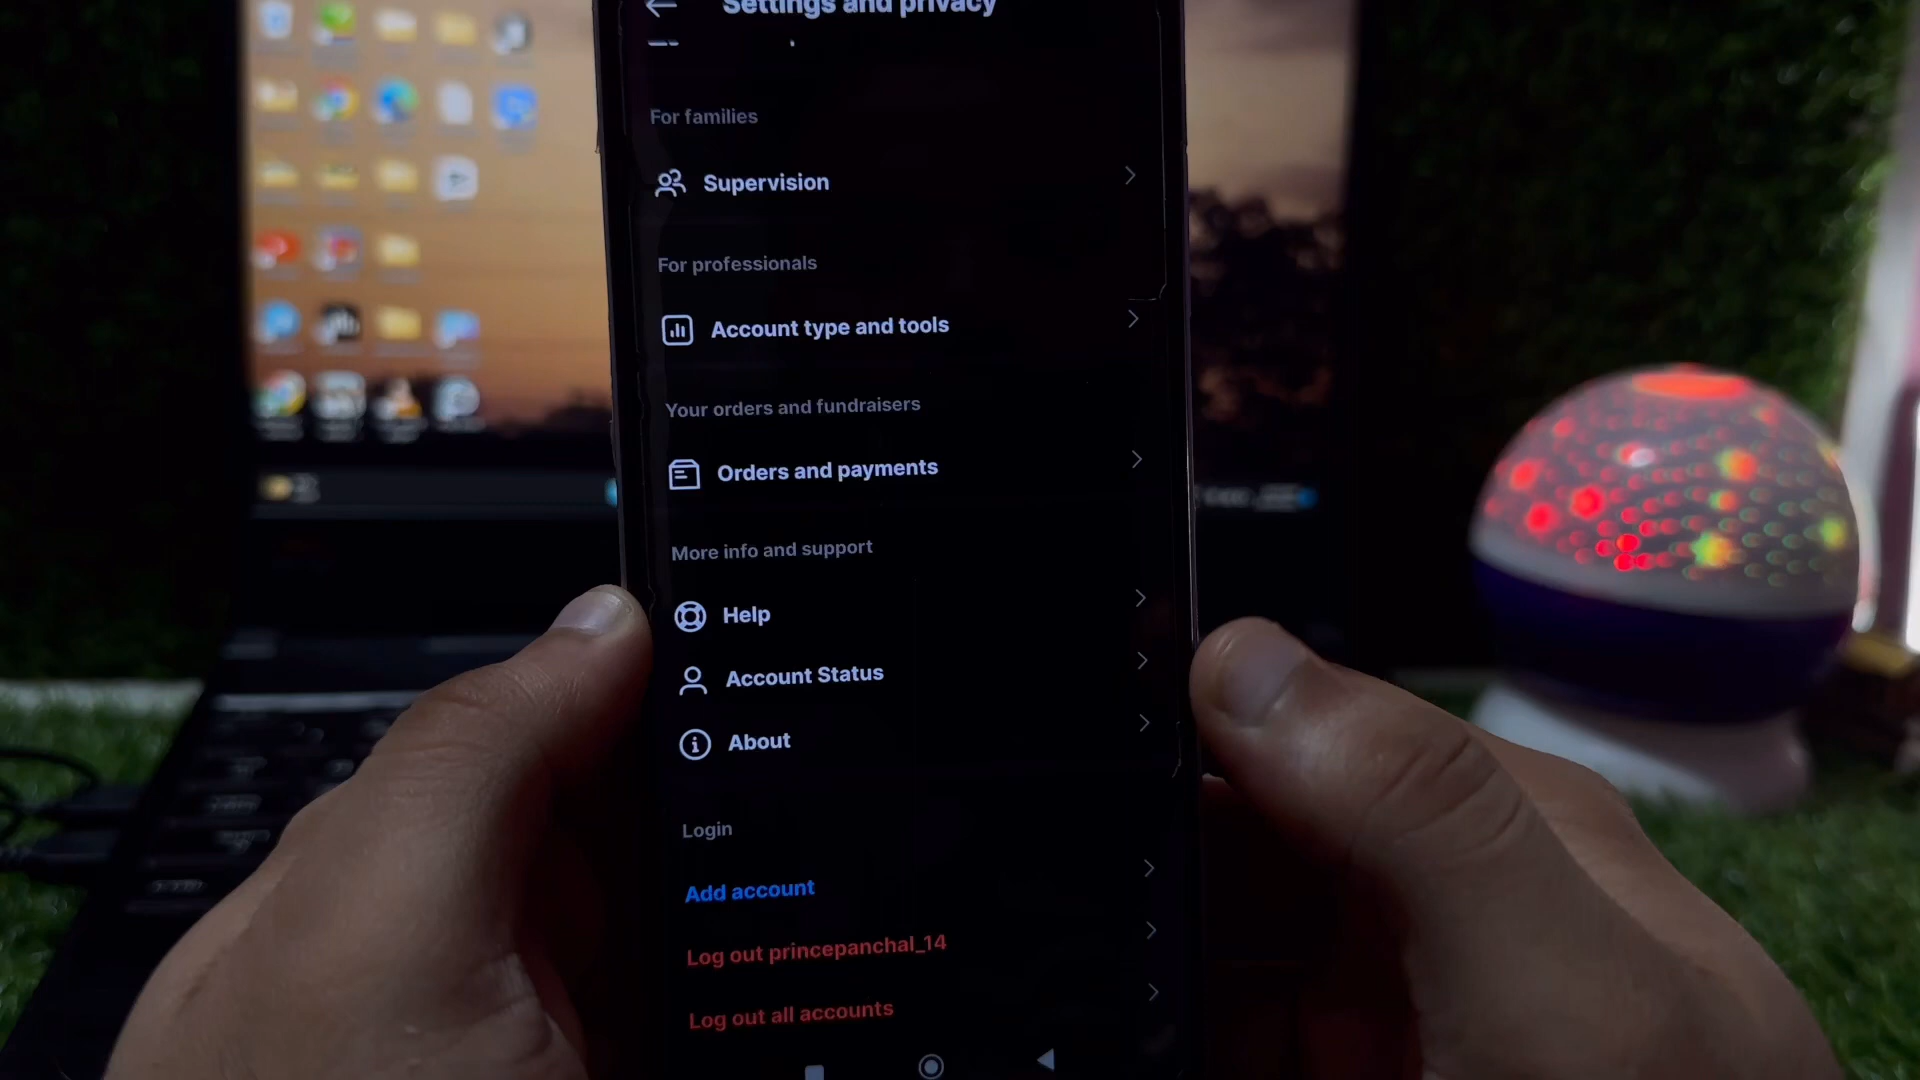 Settings and privacy
For families
Supervision
For professionals
Account type and tools
Your orders and fundraisers
Orders and payments
More info and support
Help
Account Status
About
Login
Add account
Log out princepanchal_14
Log out all accounts